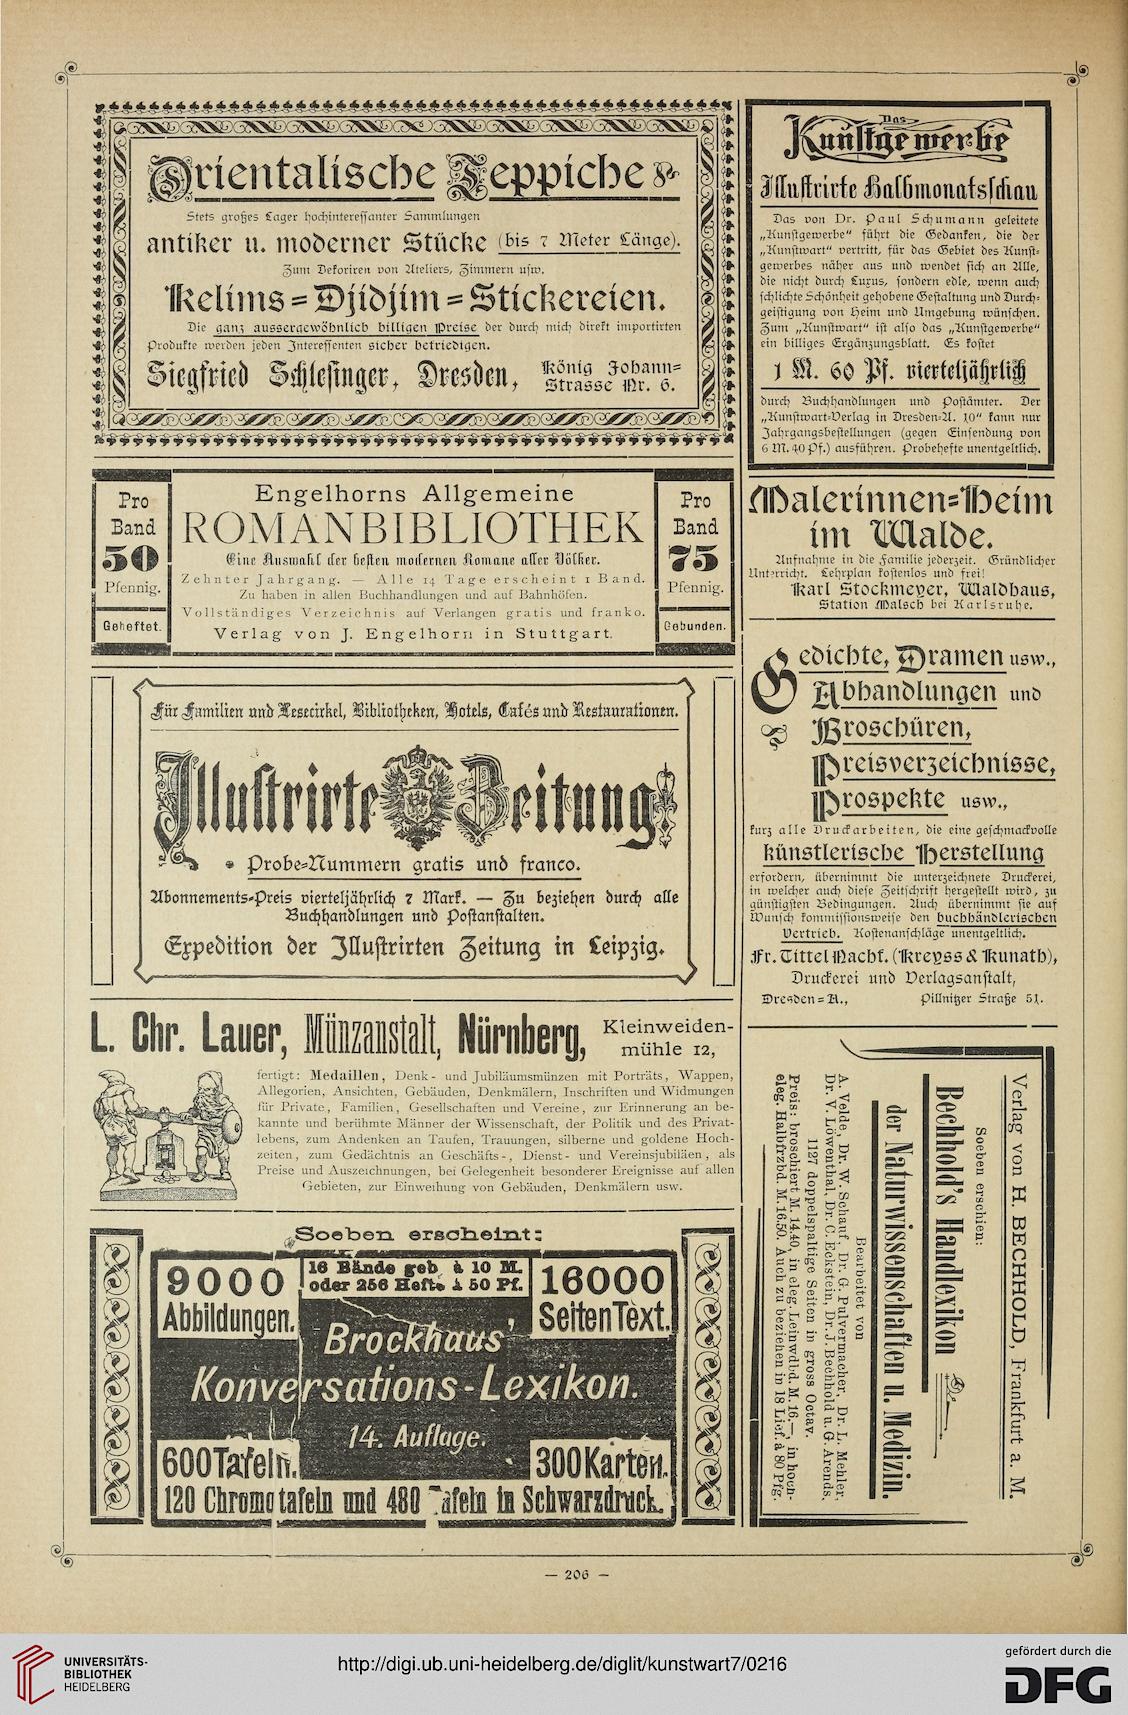 Orientalische Teppiche
Stets großes Lager hochinteressanter Sammlungen
antiker u. moderner Stücke (bis 7 Meter Länge).
Zum Dekoriren von Ateliers, Zimmern usw.
Kelims = Djidjim = Stickereien.
Die ganz aussergewöhnlich billigen Preise der durch mich direkt importirten
Produkte werden jeden Interessenten sicher befriedigen.
Siegfried Schlesinger, Dresden, König Johann=
Strasse Nr. 6.
Pro
Band
50
Pfennig.
Geheftet.
Engelhorns Allgemeine
ROMANBIBLIOTHEK
Eine Auswahl der besten modernen Romane aller Völker.
Zehnter Jahrgang. — Alle 14 Tage erscheint 1 Band.
Zu haben in allen Buchhandlungen und auf Bahnhöfen.
Vollständiges Verzeichnis auf Verlangen gratis und franko.
Verlag von J. Engelhorn in Stuttgart.
Pro
Band
75
Pfennig.
Gebunden.
Für Familien und Lesecirkel, Bibliotheken, Hotels, Cafés und Restaurationen.
Illustrirte Zeitung
* Probe=Nummern gratis und franco.
Abonnements=Preis vierteljährlich 7 Mark. — Zu beziehen durch alle
Buchhandlungen und Postanstalten.
Expedition der Illustrirten Zeitung in Leipzig.
L. Chr. Lauer, Münzanstalt, Nürnberg, Kleinweiden-
mühle 12,
fertigt: Medaillen, Denk- und Jubiläumsmünzen mit Porträts, Wappen,
Allegorien, Ansichten, Gebäuden, Denkmälern, Inschriften und Widmungen
für Private, Familien, Gesellschaften und Vereine, zur Erinnerung an be-
kannte und berühmte Männer der Wissenschaft, der Politik und des Privat-
lebens, zum Andenken an Taufen, Trauungen, silberne und goldene Hoch-
zeiten, zum Gedächtnis an Geschäfts-, Dienst- und Vereinsjubiläen, als
Preise und Auszeichnungen, bei Gelegenheit besonderer Ereignisse auf allen
Gebieten, zur Einweihung von Gebäuden, Denkmälern usw.
Soeben erscheint:
9000
Abbildungen.
16 Bände geb. à 10 M.
oder 256 Hefte à 50 Pf.
16000
Seiten Text.
Brockhaus'
Konversations-Lexikon.
14. Auflage.
600 Tafeln.
300 Karten.
120 Chromotafeln und 480 Tafeln in Schwarzdruck.
Das
Kunstgewerbe
Illustrirte Halbmonatsschau
Das von Dr. Paul Schumann geleitete
„Kunstgewerbe“ führt die Gedanken, die der
„Kunstwart“ vertritt, für das Gebiet des Kunst=
gewerbes näher aus und wendet sich an Alle,
die nicht durch Luxus, sondern edle, wenn auch
schlichte Schönheit gehobene Gestaltung und Durch=
geistigung von Heim und Umgebung wünschen.
Zum „Kunstwart“ ist also das „Kunstgewerbe“
ein billiges Ergänzungsblatt. Es kostet
1 M. 60 Pf. vierteljährlich
durch Buchhandlungen und Postämter. Der
„Kunstwart=Verlag in Dresden=A. 10“ kann nur
Jahrgangsbestellungen (gegen Einsendung von
6 M. 40 Pf.) ausführen. Probehefte unentgeltlich.
Malerinnen=Heim
im Walde.
Aufnahme in die Familie jederzeit. Gründlicher
Unterricht. Lehrplan kostenlos und frei!
Karl Stockmeyer, Waldhaus,
Station Malsch bei Karlsruhe.
Gedichte, Dramen usw.,
Abhandlungen und
Broschüren,
Preisverzeichnisse,
Prospekte usw.,
kurz alle Druckarbeiten, die eine geschmackvolle
künstlerische Herstellung
erfordern, übernimmt die unterzeichnete Druckerei,
in welcher auch diese Zeitschrift hergestellt wird, zu
günstigsten Bedingungen. Auch übernimmt sie auf
Wunsch kommissionsweise den buchhändlerischen
Vertrieb. Kostenanschläge unentgeltlich.
Fr. Tittel Nachf. (Kreyss & Kunath),
Druckerei und Verlagsanstalt,
Dresden=A., Pillnitzer Straße 51.
Verlag von H. BECHHOLD, Frankfurt a. M.
Soeben erschien:
Bechhold's Handlexikon
der Naturwissenschaften u. Medizin.
Bearbeitet von
A. Velde, Dr. W. Schauf, Dr. G. Pulvermacher, Dr. L. Mehler,
Dr. V. Löwenthal, Dr. C. Eckstein, Dr. J. Bechhold u. G. Arends.
1127 doppelspaltige Seiten in gross Octav.
Preis: broschiert M. 14.40, in eleg. Leinwdbd. M. 16.—, in hoch-
eleg. Halbfrzbd. M. 16.50. Auch zu beziehen in 18 Lief. à 80 Pfg.
— 206 —
UNIVERSITÄTS-
BIBLIOTHEK
HEIDELBERG
http://digi.ub.uni-heidelberg.de/diglit/kunstwart7/0216
gefördert durch die
DFG